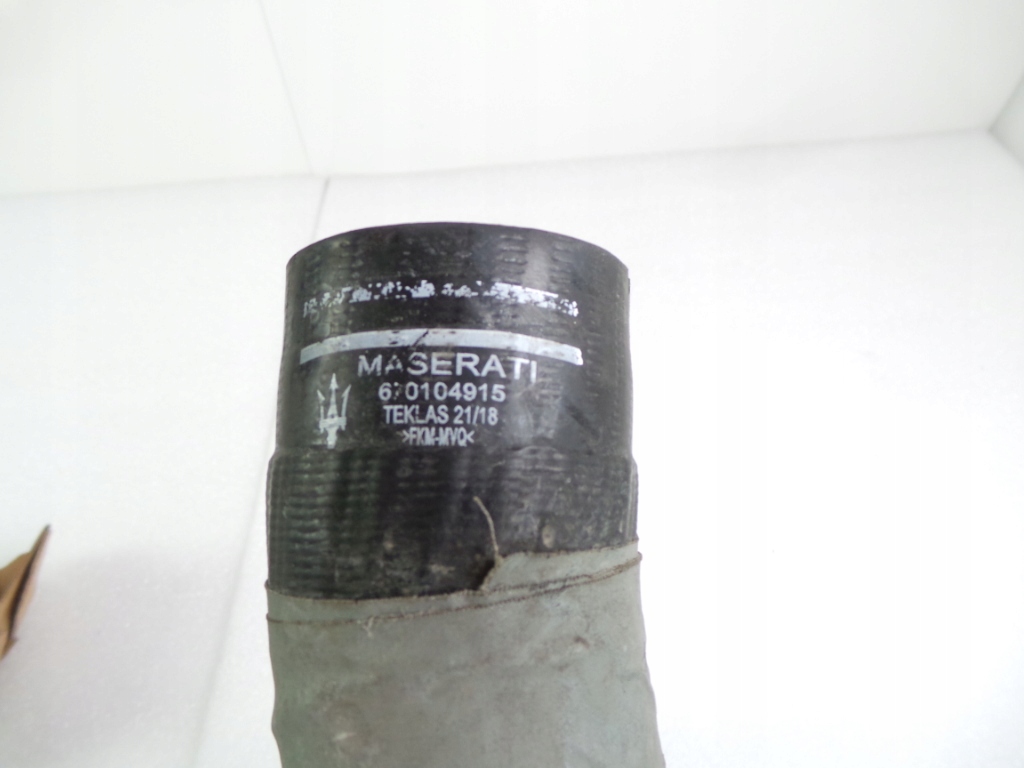 MASERATI
670104915
TEKLAS 21/18
>FKM-MVQ<